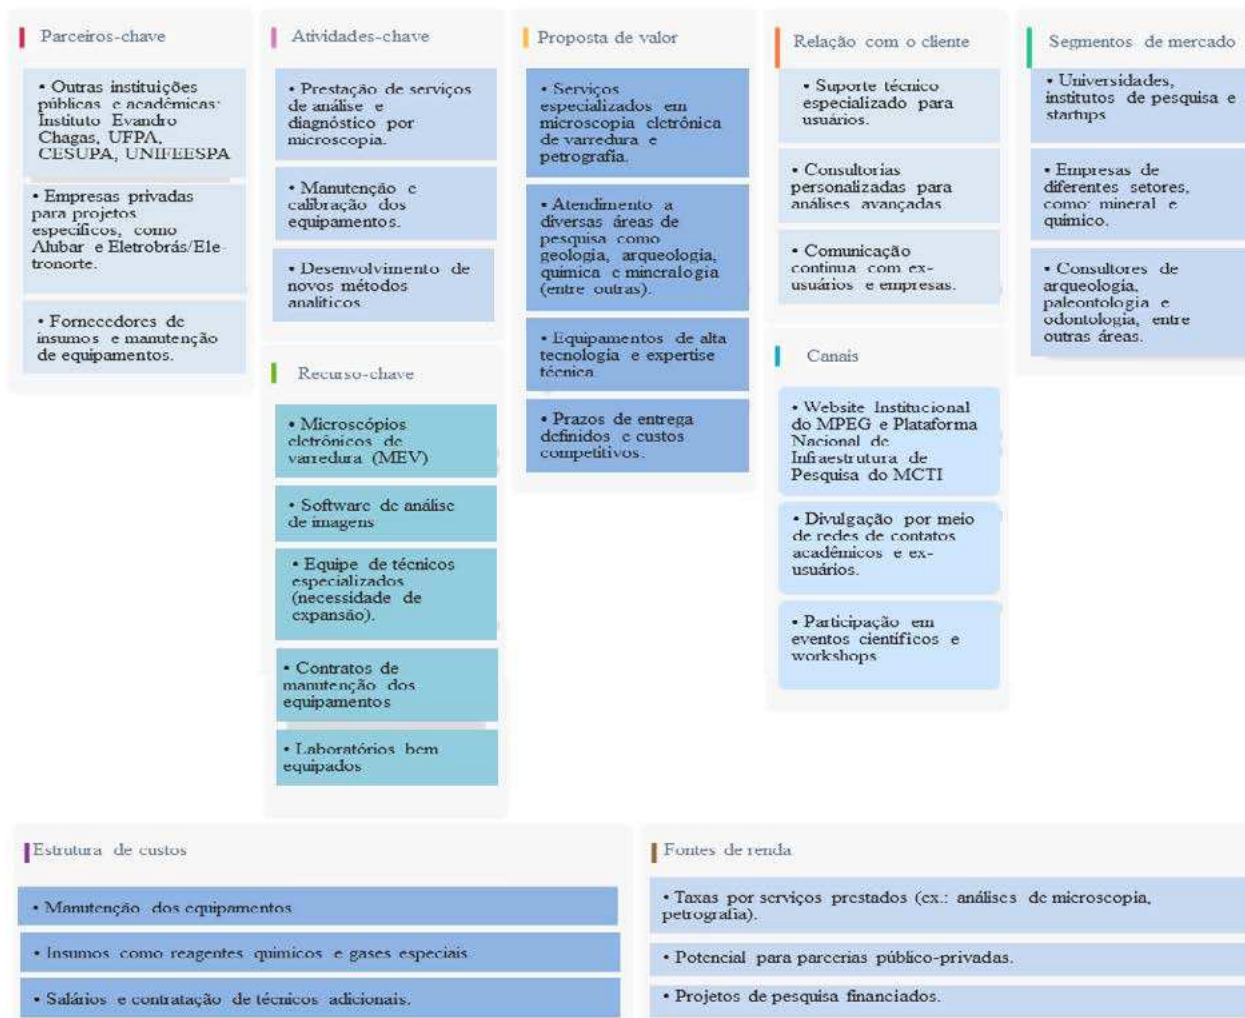 Parceiros-chave
• Outras instituições
públicas e acadêmicas:
Instituto Evandro
Chagas, UFPA,
CESUPA, UNIFEESPA
• Empresas privadas
para projetos
específicos, como
Alubar e Eletrobrás/Ele-
tronorte.
• Fornecedores de
insumos e manutenção
de equipamentos.
Atividades-chave
• Prestação de serviços
de análise e
diagnóstico por
microscopia.
• Manutenção e
calibração dos
equipamentos.
• Desenvolvimento de
novos métodos
analíticos.
Recurso-chave
• Microscópios
eletrônicos de
varredura (MEV)
• Software de análise
de imagens
• Equipe de técnicos
especializados
(necessidade de
expansão).
• Contratos de
manutenção dos
equipamentos
• Laboratórios bem
equipados
Proposta de valor
• Serviços
especializados em
microscopia eletrônica
de varredura e
petrografia.
• Atendimento a
diversas áreas de
pesquisa como
geologia, arqueologia,
química e mineralogia
(entre outras).
• Equipamentos de alta
tecnologia e expertise
técnica.
• Prazos de entrega
definidos e custos
competitivos.
Relação com o cliente
• Suporte técnico
especializado para
usuários.
• Consultorias
personalizadas para
análises avançadas.
• Comunicação
contínua com ex-
usuários e empresas.
Canais
• Website Institucional
do MPEG e Plataforma
Nacional de
Infraestrutura de
Pesquisa do MCTI
• Divulgação por meio
de redes de contatos
acadêmicos e ex-
usuários.
• Participação em
eventos científicos e
workshops
Segmentos de mercado
• Universidades,
institutos de pesquisa e
startups
• Empresas de
diferentes setores,
como: mineral e
químico.
• Consultores de
arqueologia,
paleontologia e
odontologia, entre
outras áreas.
Estrutura de custos
• Manutenção dos equipamentos
• Insumos como reagentes químicos e gases especiais
• Salários e contratação de técnicos adicionais.
Fontes de renda
• Taxas por serviços prestados (ex.: análises de microscopia,
petrografia).
• Potencial para parcerias público-privadas.
• Projetos de pesquisa financiados.